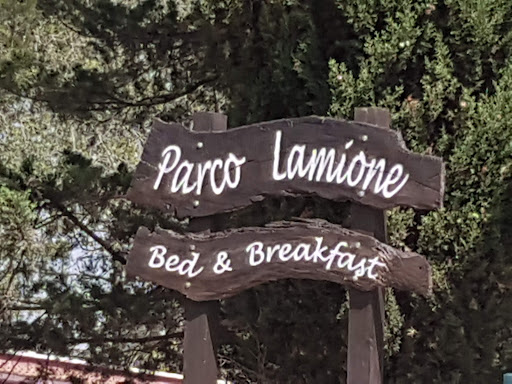 Parco Lamione
Bed & Breakfast